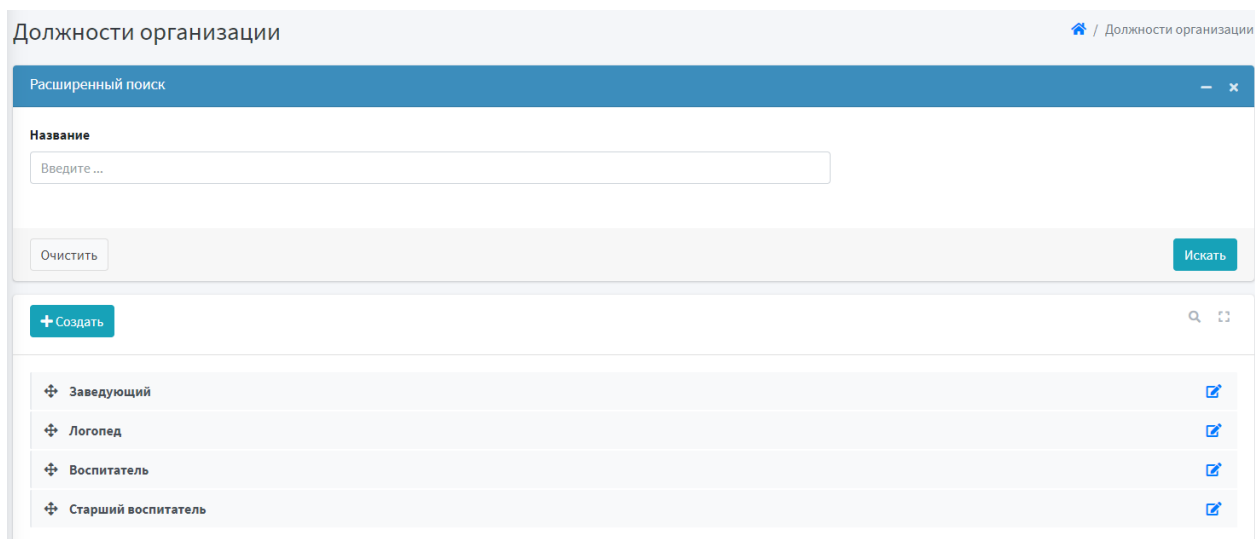 Должности организации
/ Должности организации
Расширенный поиск
Название
Введите ...
Очистить
Искать
Создать
Заведующий
Логопед
Воспитатель
Старший воспитатель